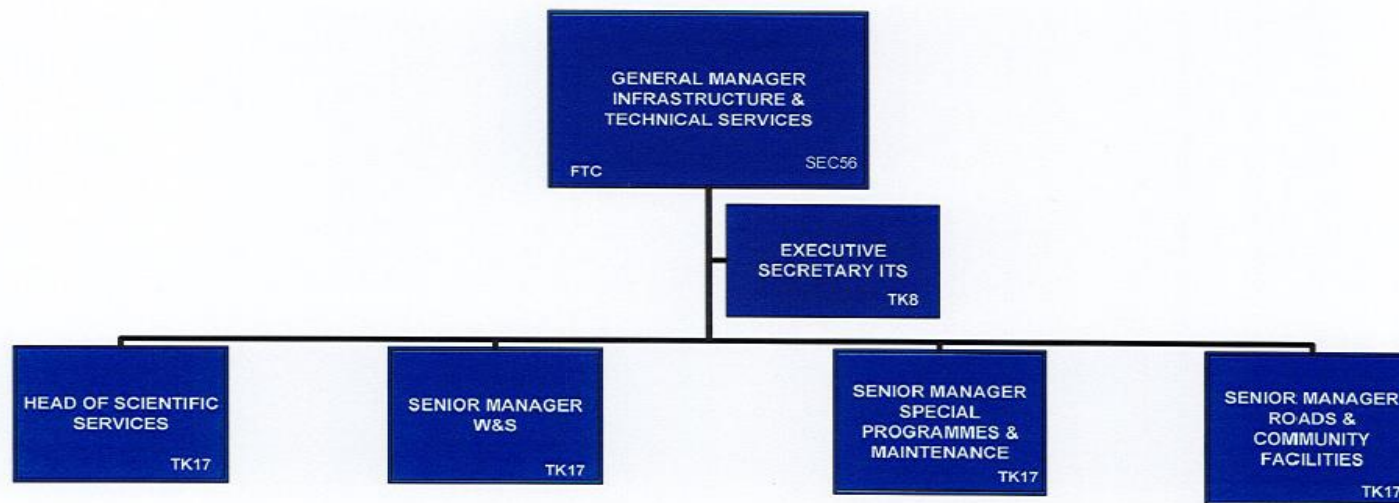 GENERAL MANAGER
INFRASTRUCTURE &
TECHNICAL SERVICES
SEC56
FTC
EXECUTIVE
SECRETARY ITS
TK8
HEAD OF SCIENTIFIC
SERVICES
TK17
SENIOR MANAGER
W&S
TK17
SENIOR MANAGER
SPECIAL
PROGRAMMES &
MAINTENANCE
TK17
SENIOR MANAGER
ROADS &
COMMUNITY
FACILITIES
TK17